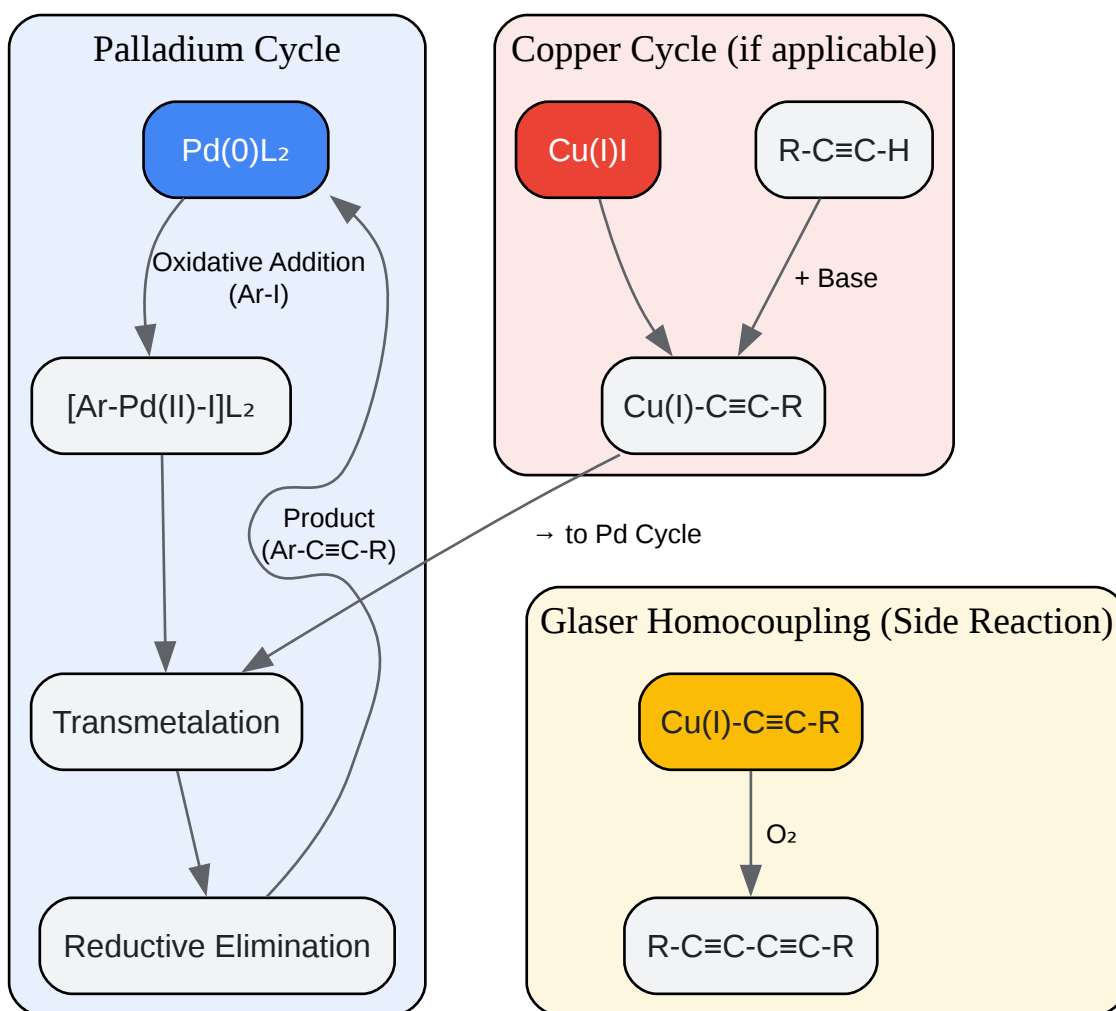 Palladium Cycle
Pd(0)L₂
Oxidative Addition
(Ar-I)
[Ar-Pd(II)-I]L₂
Product
(Ar-C≡C-R)
Transmetalation
Reductive Elimination
Copper Cycle (if applicable)
Cu(I)I
R-C≡C-H
+ Base
Cu(I)-C≡C-R
→ to Pd Cycle
Glaser Homocoupling (Side Reaction)
Cu(I)-C≡C-R
O₂
R-C≡C-C≡C-R